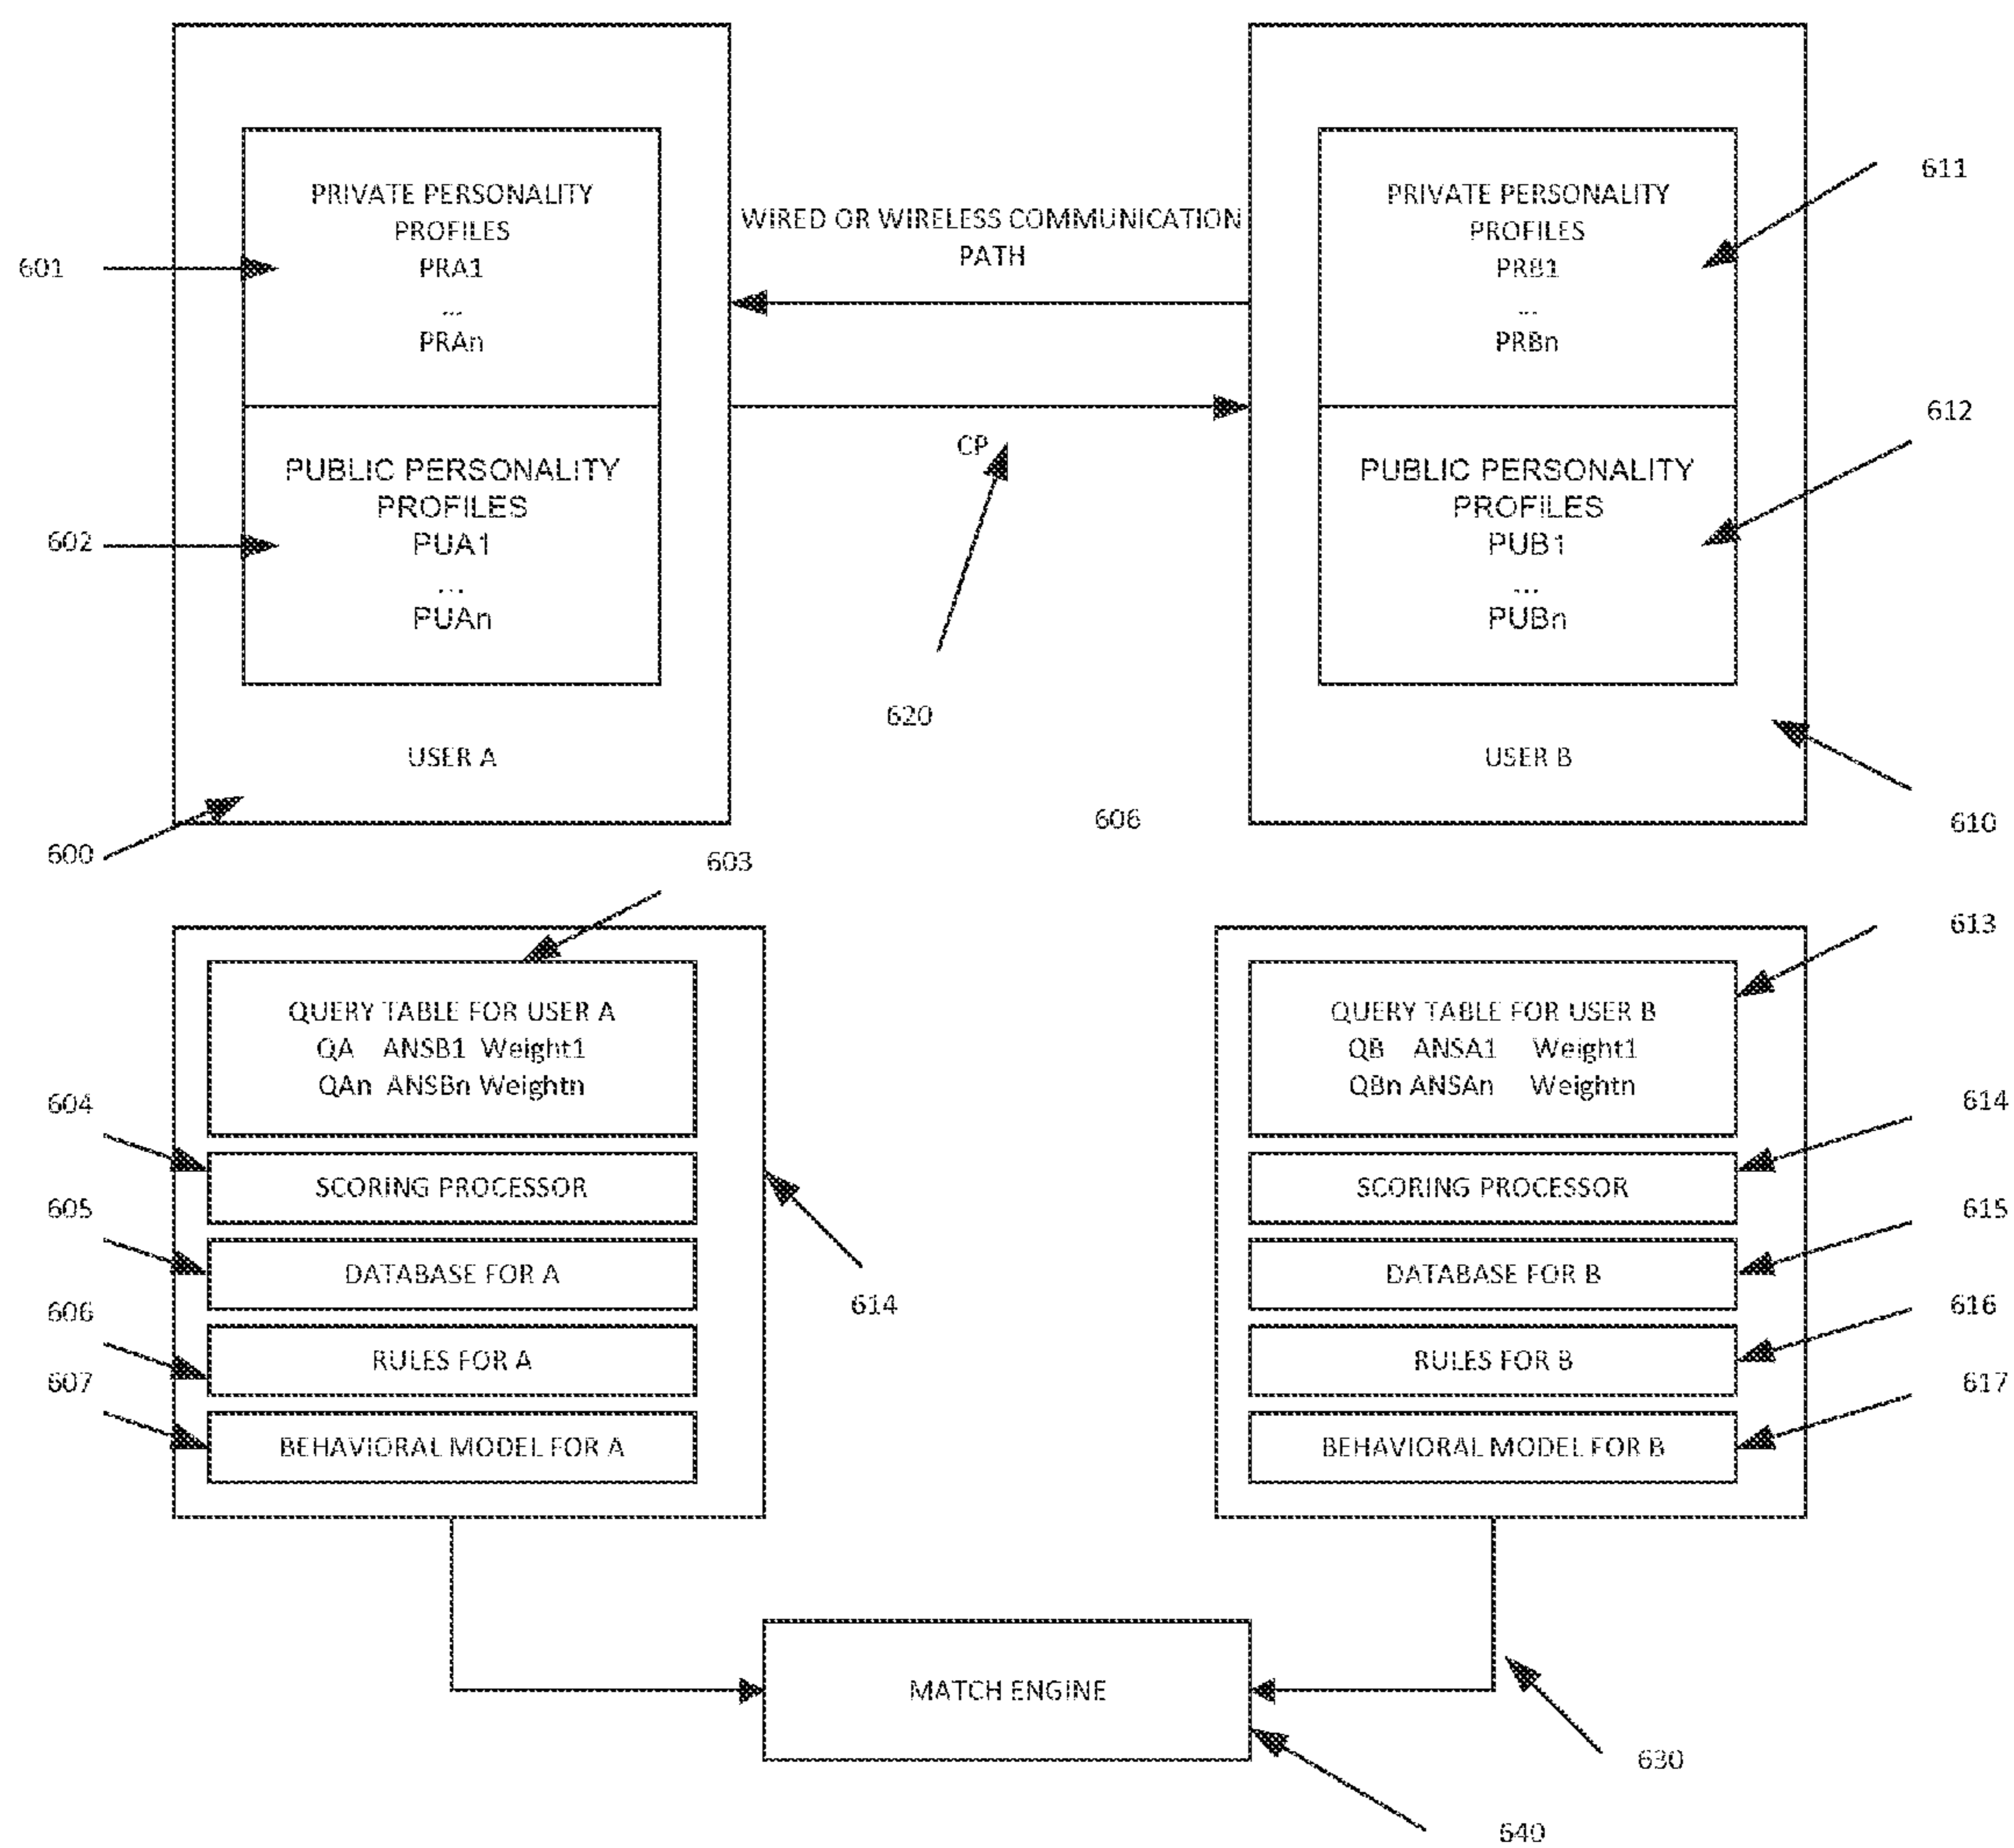 PRIVATE PERSONALITY
PROFILES
PRA1
...
PRAn
601
PUBLIC PERSONALITY
PROFILES
PUA1
...
PUAn
602
USER A
600
WIRED OR WIRELESS COMMUNICATION
PATH
CP
620
PRIVATE PERSONALITY
PROFILES
PRB1
...
PRBn
611
PUBLIC PERSONALITY
PROFILES
PUB1
...
PUBn
612
USER B
610
606
603
QUERY TABLE FOR USER A
QA ANSB1 Weight1
QAn ANSBn Weightn
604
SCORING PROCESSOR
605
DATABASE FOR A
606
RULES FOR A
607
BEHAVIORAL MODEL FOR A
614
613
QUERY TABLE FOR USER B
QB ANSA1 Weight1
QBn ANSAn Weightn
614
SCORING PROCESSOR
615
DATABASE FOR B
616
RULES FOR B
617
BEHAVIORAL MODEL FOR B
MATCH ENGINE
630
640